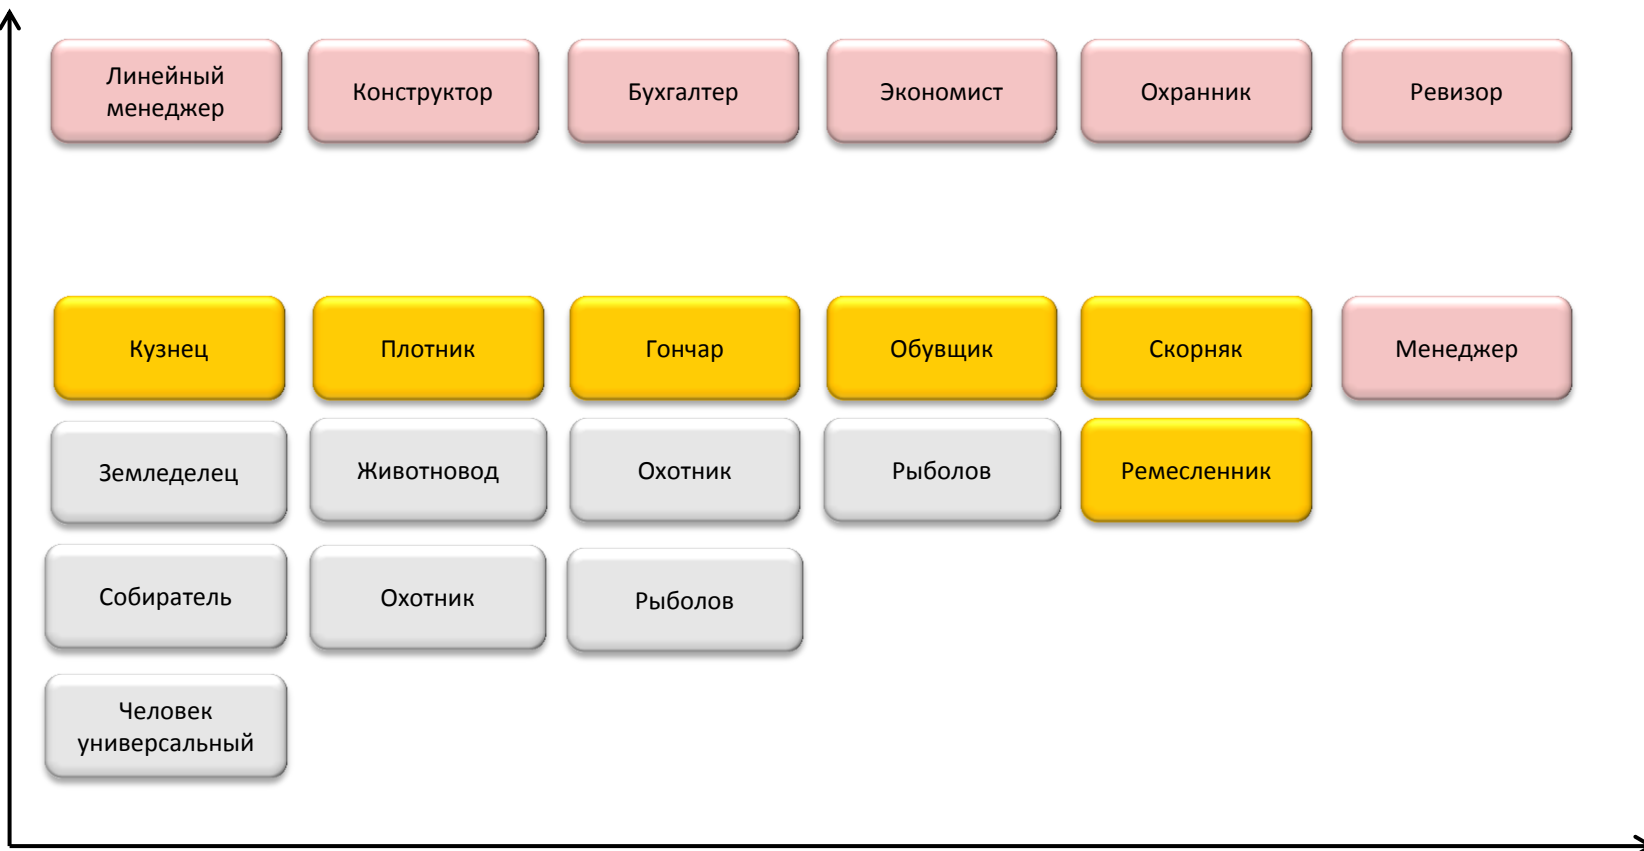 Линейный
менеджер
Конструктор
Бухгалтер
Экономист
Охранник
Ревизор
Кузнец
Плотник
Гончар
Обувщик
Скорняк
Менеджер
Земледелец
Животновод
Охотник
Рыболов
Ремесленник
Собиратель
Охотник
Рыболов
Человек
универсальный